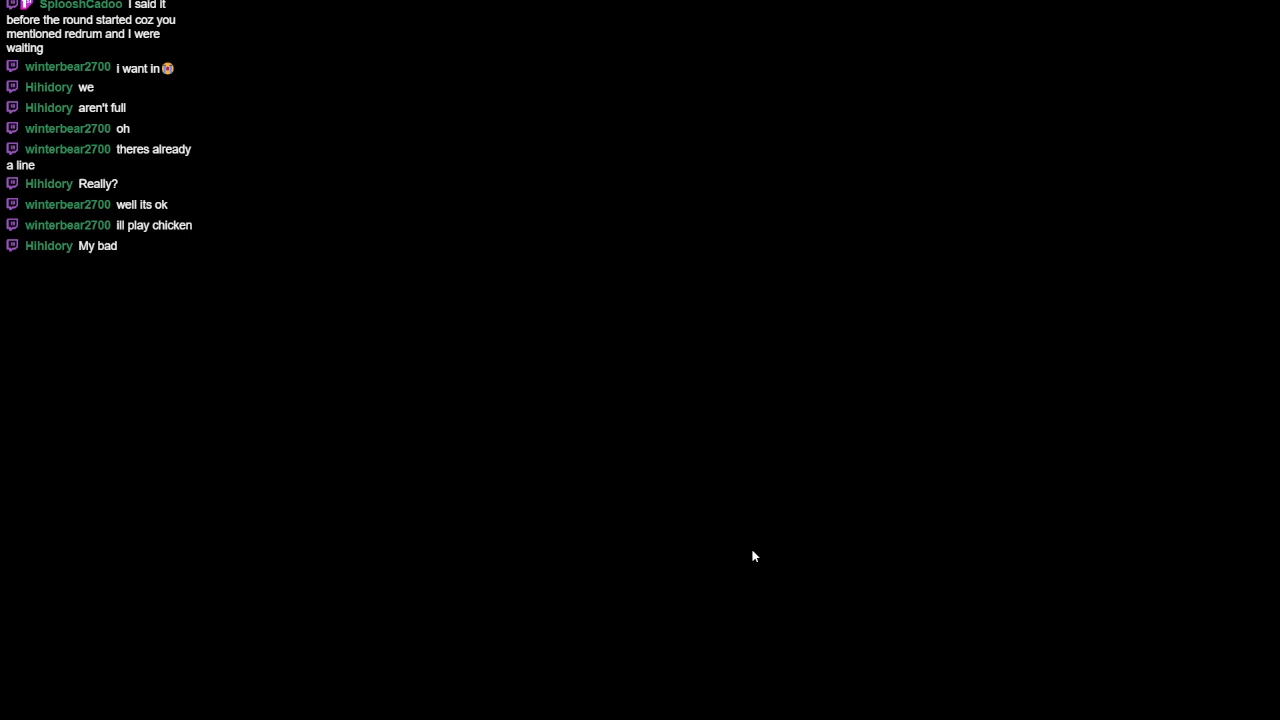 SplooshCadoo I said it
before the round started coz you
mentioned redrum and I were
waiting
winterbear2700 i want in
Hihidory we
Hihidory aren't full
winterbear2700 oh
winterbear2700 theres already
a line
Hihidory Really?
winterbear2700 well its ok
winterbear2700 ill play chicken
Hihidory My bad